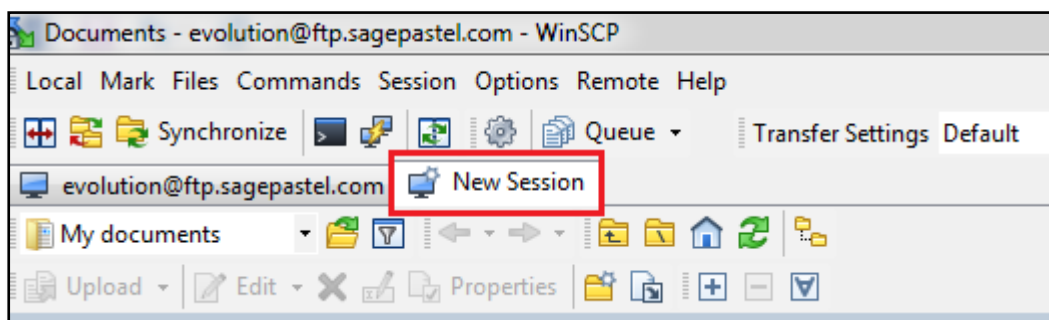 Documents - evolution@ftp.sagepastel.com - WinSCP
Local Mark Files Commands Session Options Remote Help
Synchronize Queue Transfer Settings Default
evolution@ftp.sagepastel.com New Session
My documents
Upload Edit Properties